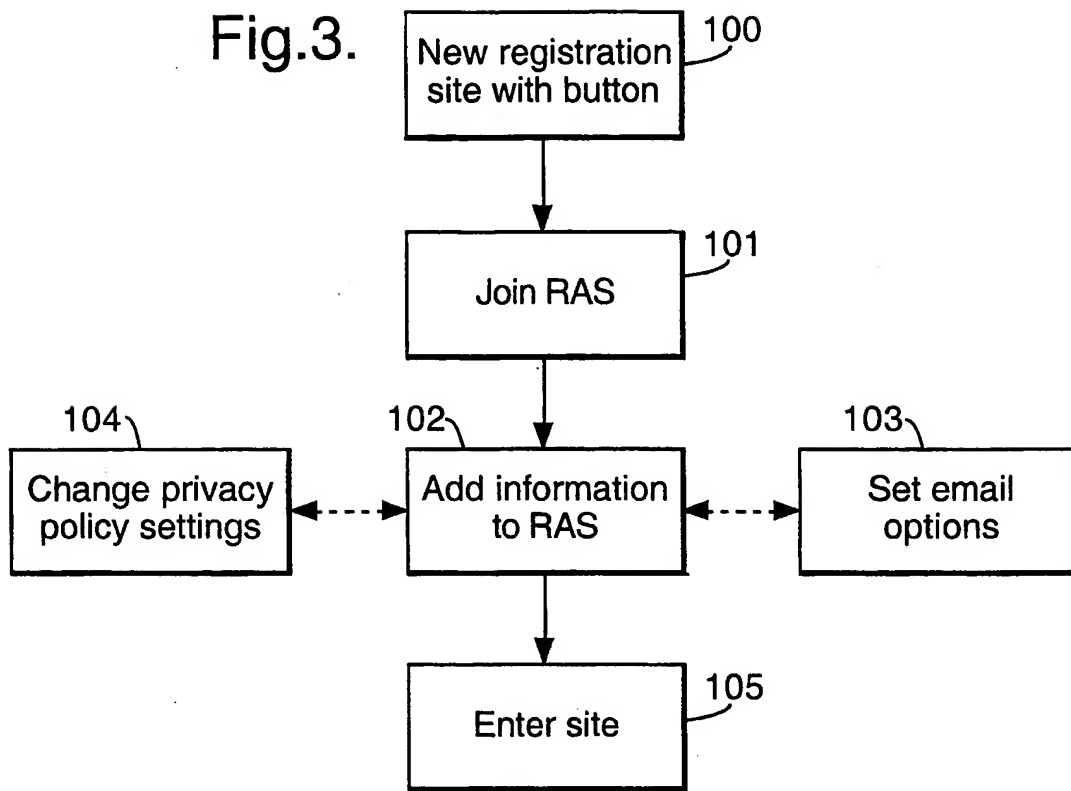 Fig.3.
100
New registration
site with button
101
Join RAS
104
102
103
Change privacy
policy settings
Add information
to RAS
Set email
options
105
Enter site